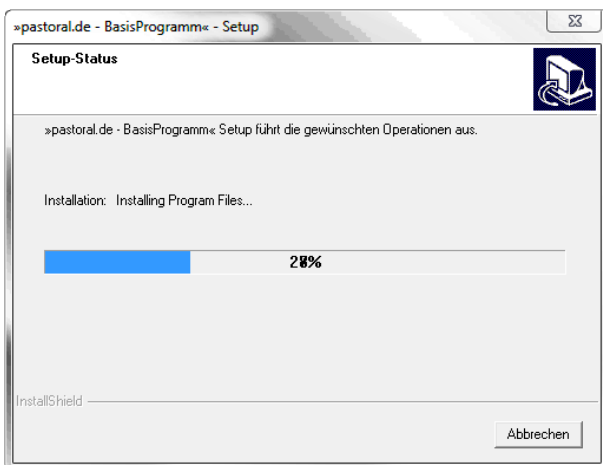 »pastoral.de - BasisProgramm« - Setup
Setup-Status
»pastoral.de - BasisProgramm« Setup führt die gewünschten Operationen aus.
Installation: Installing Program Files...
28%
InstallShield
Abbrechen